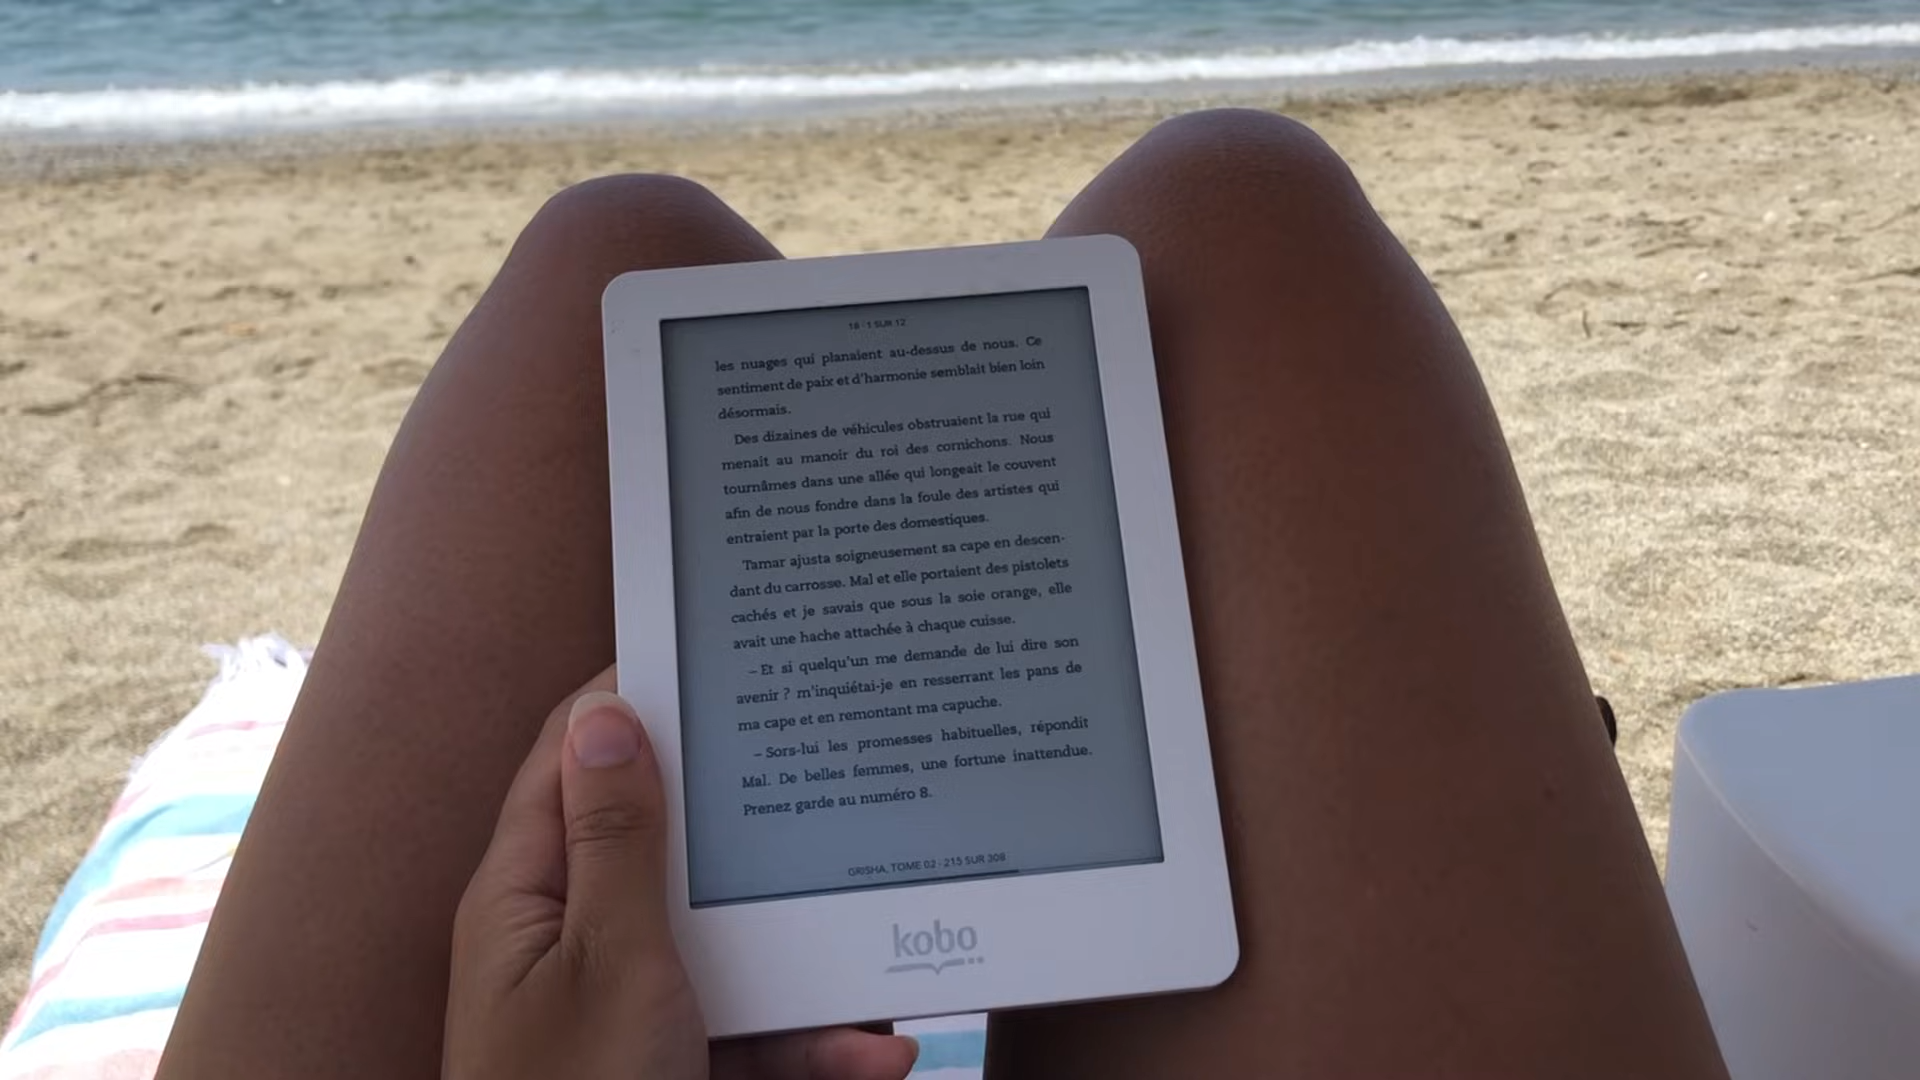 18 - 1 SUR 12
les nuages qui planaient au-dessus de nous. Ce
sentiment de paix et d'harmonie semblait bien loin
désormais.
Des dizaines de véhicules obstruaient la rue qui
menait au manoir du roi des cornichons. Nous
tournâmes dans une allée qui longeait le couvent
afin de nous fondre dans la foule des artistes qui
entraient par la porte des domestiques.
Tamar ajusta soigneusement sa cape en descen-
dant du carrosse. Mal et elle portaient des pistolets
cachés et je savais que sous la soie orange, elle
avait une hache attachée à chaque cuisse.
– Et si quelqu'un me demande de lui dire son
avenir ? m'inquiétai-je en resserrant les pans de
ma cape et en remontant ma capuche.
– Sors-lui les promesses habituelles, répondit
Mal. De belles femmes, une fortune inattendue.
Prenez garde au numéro 8.
GRISHA, TOME 02 - 215 SUR 308
kobo